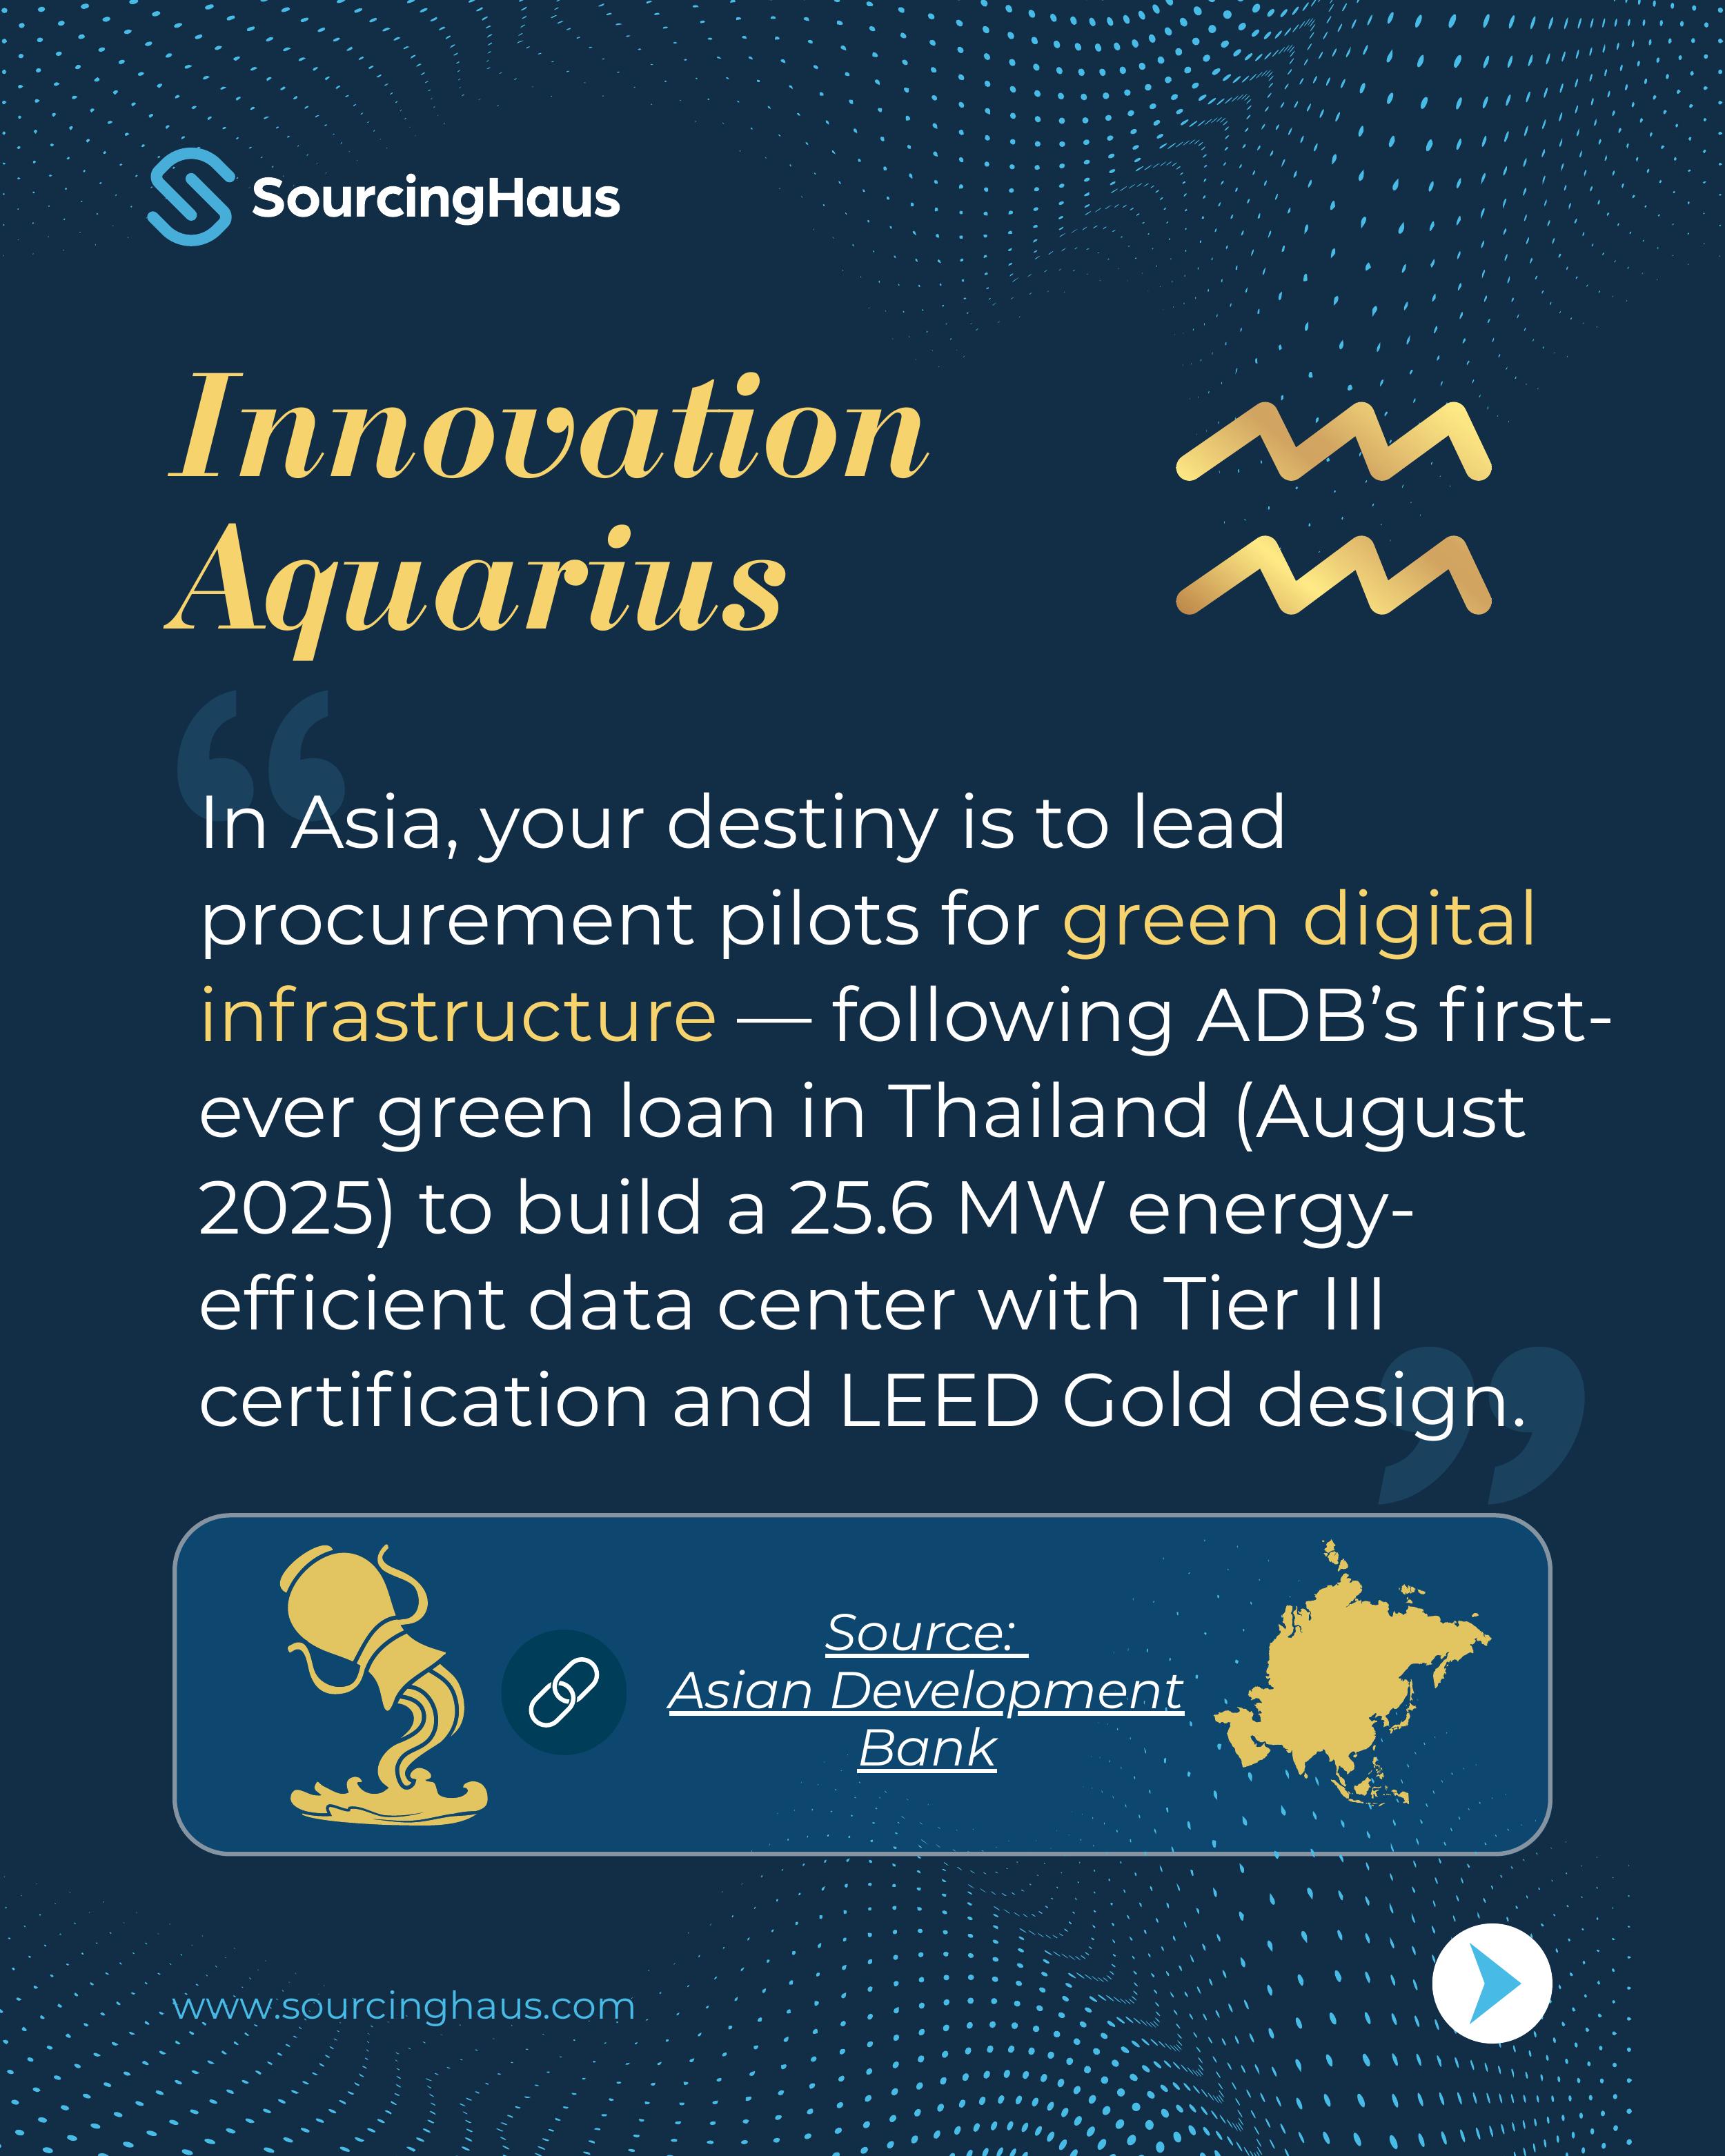 SourcingHaus
Innovation
Aquarius
“
In Asia, your destiny is to lead
procurement pilots for green digital
infrastructure — following ADB’s first-
ever green loan in Thailand (August
2025) to build a 25.6 MW energy-
efficient data center with Tier III
certification and LEED Gold design.
”
Source:
Asian Development
Bank
www.sourcinghaus.com